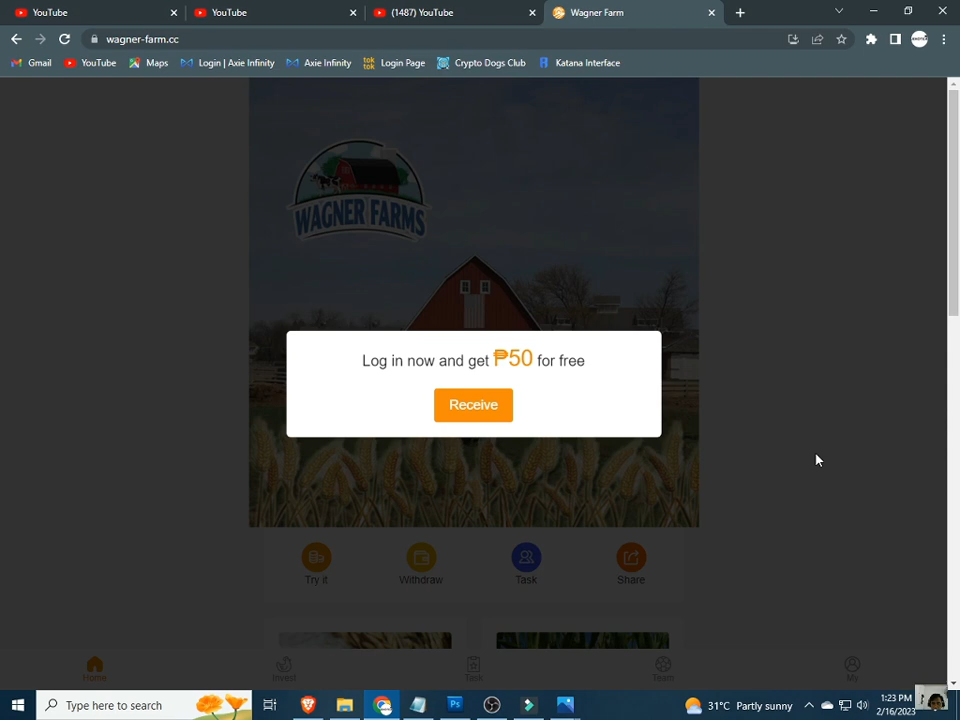 YouTube
YouTube
(1487) YouTube
Wagner Farm
wagner-farm.cc
Gmail
YouTube
Maps
Login | Axie Infinity
Axie Infinity
tok
tok
Login Page
Crypto Dogs Club
Katana Interface
WAGNER FARMS
Log in now and get ₱50 for free
Receive
Try it
Withdraw
Task
Share
Home
Invest
Task
Team
My
Type here to search
Ps
31°C Partly sunny
1:23 PM
2/16/2023